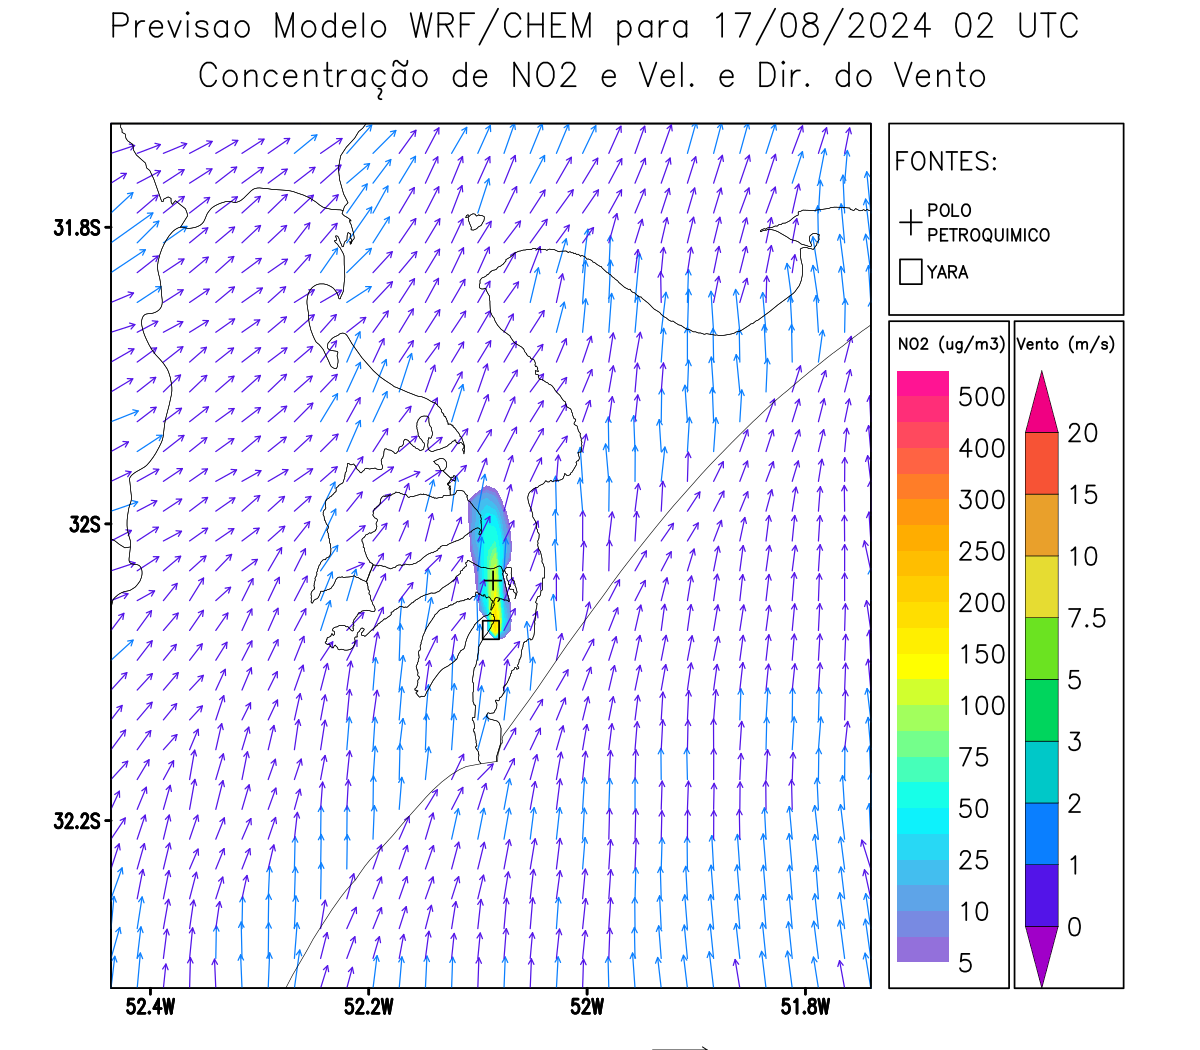 Previsao Modelo WRF/CHEM para 17/08/2024 02 UTC
Concentração de NO2 e Vel. e Dir. do Vento
FONTES:
POLO
PETROQUIMICO
YARA
31.8S
32S
32.2S
52.4W
52.2W
52W
51.8W
NO2 (ug/m3)
500
400
300
250
200
150
100
75
50
25
10
5
Vento (m/s)
20
15
10
7.5
5
3
2
1
0